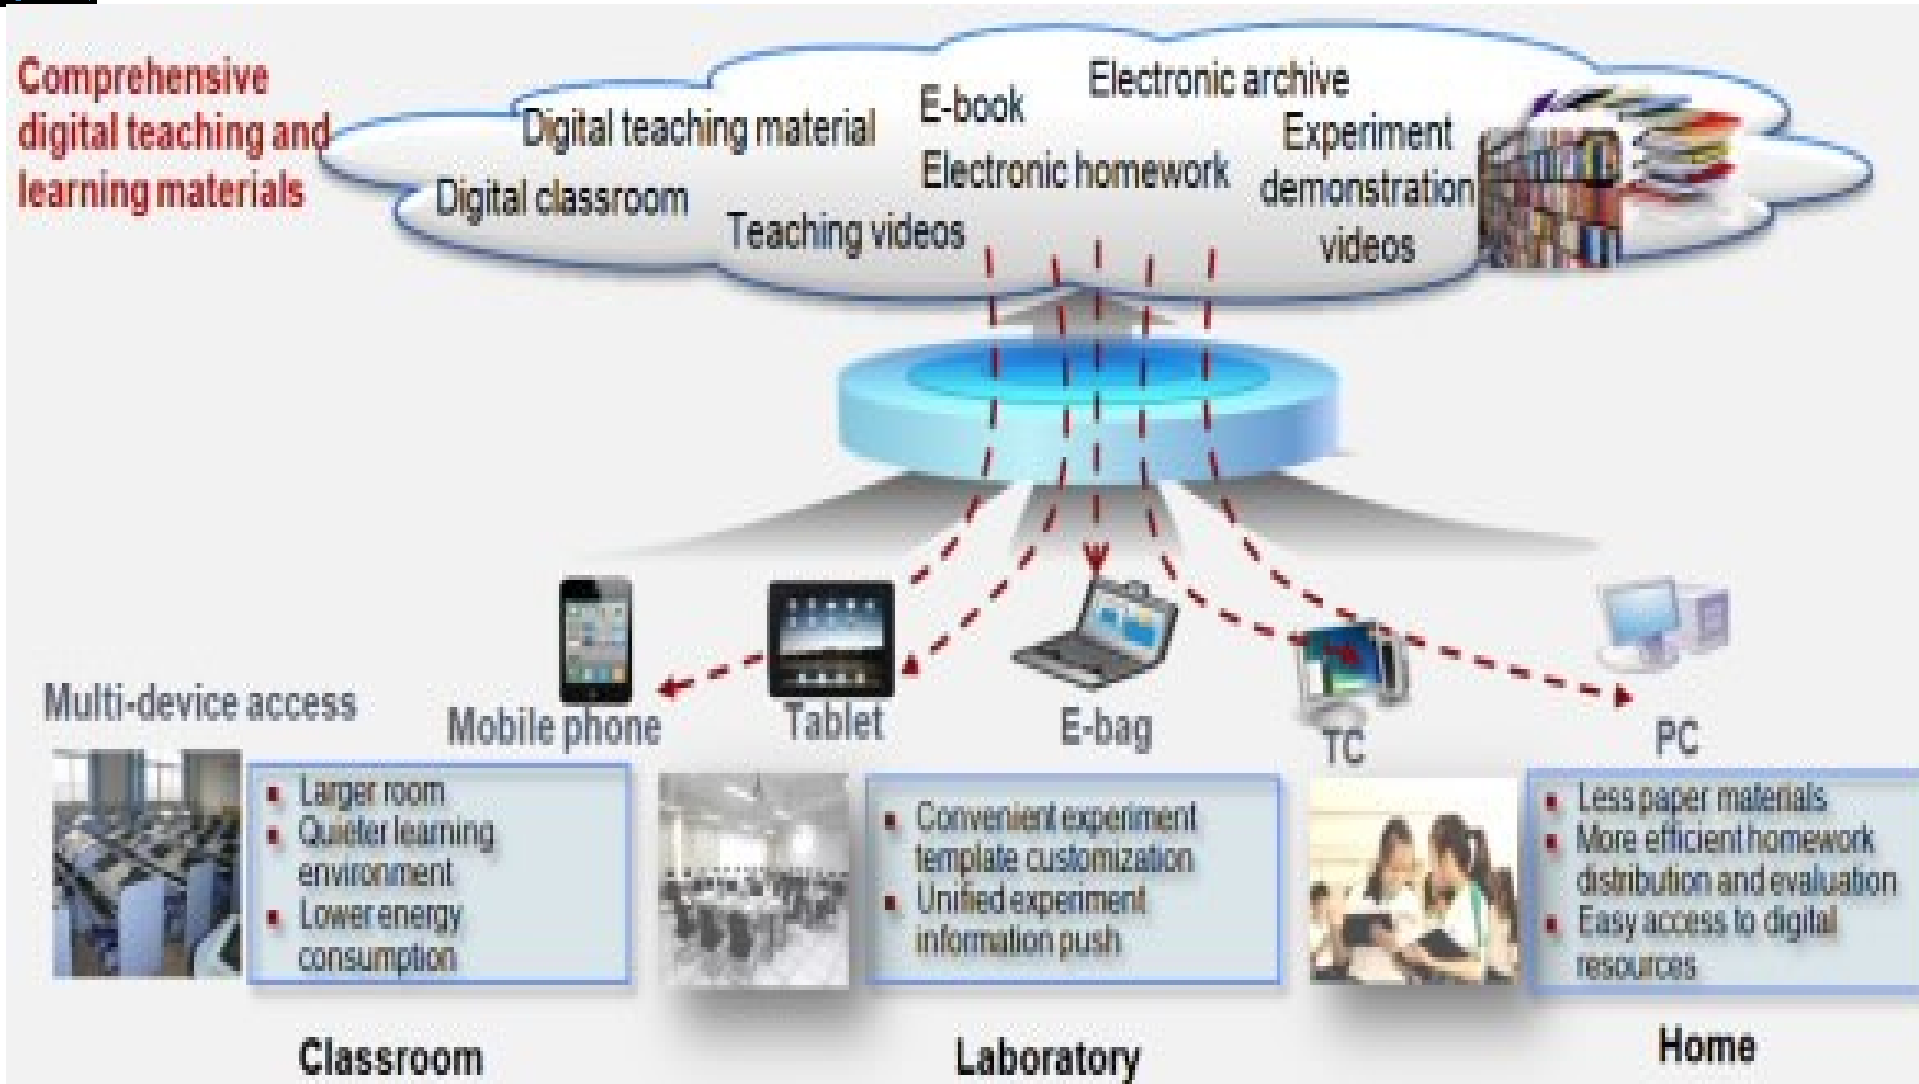 Comprehensive
digital teaching and
learning materials
Electronic archive
E-book
Digital teaching material
Experiment
demonstration
videos
Electronic homework
Digital classroom
Teaching videos
Multi-device access
Mobile phone
Tablet
E-bag
TC
PC
Larger room
Quieter learning
environment
Lower energy
consumption
Convenient experiment
template customization
Unified experiment
information push
Less paper materials
More efficient homework
distribution and evaluation
Easy access to digital
resources
Classroom
Laboratory
Home